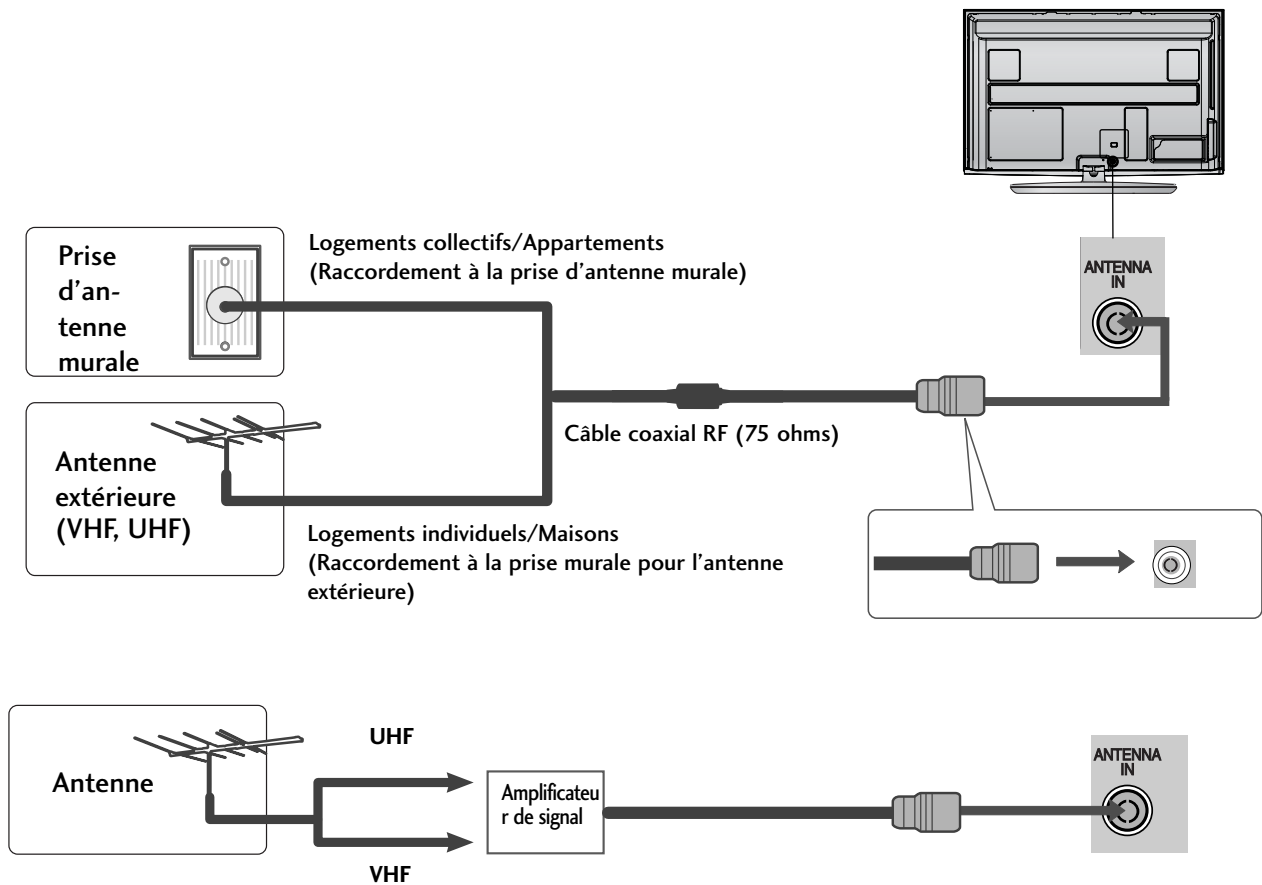 Prise
d'an-
tenne
murale
Logements collectifs/Appartements
(Raccordement à la prise d'antenne murale)
ANTENNA
IN
Antenne
extérieure
(VHF, UHF)
Câble coaxial RF (75 ohms)
Logements individuels/Maisons
(Raccordement à la prise murale pour l'antenne
extérieure)
Antenne
UHF
VHF
Amplificateu
r de signal
ANTENNA
IN